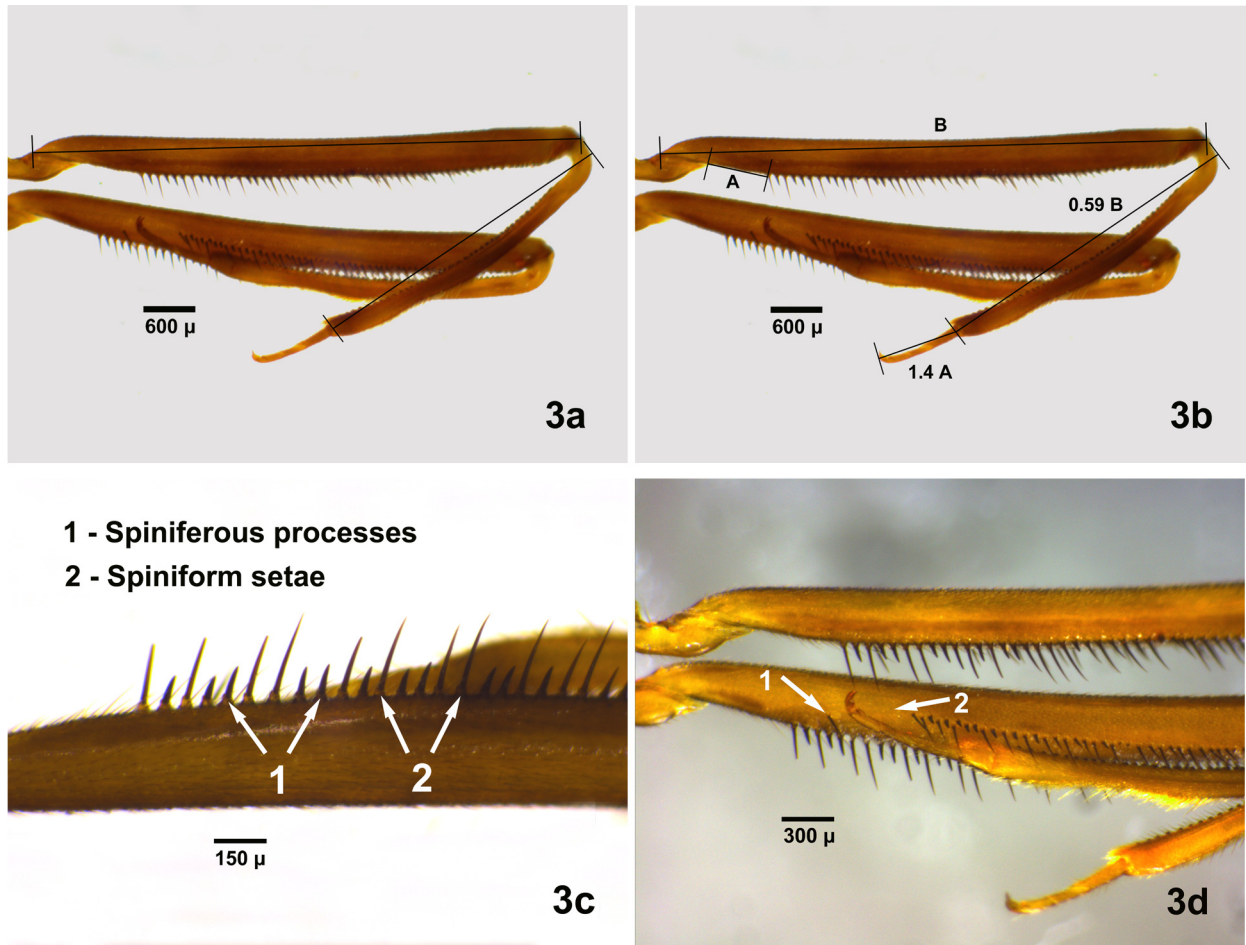 600 µ
3a
B
A
0.59 B
600 µ
1.4 A
3b
1 - Spiniferous processes
2 - Spiniform setae
1
2
150 µ
3c
1
2
300 µ
3d